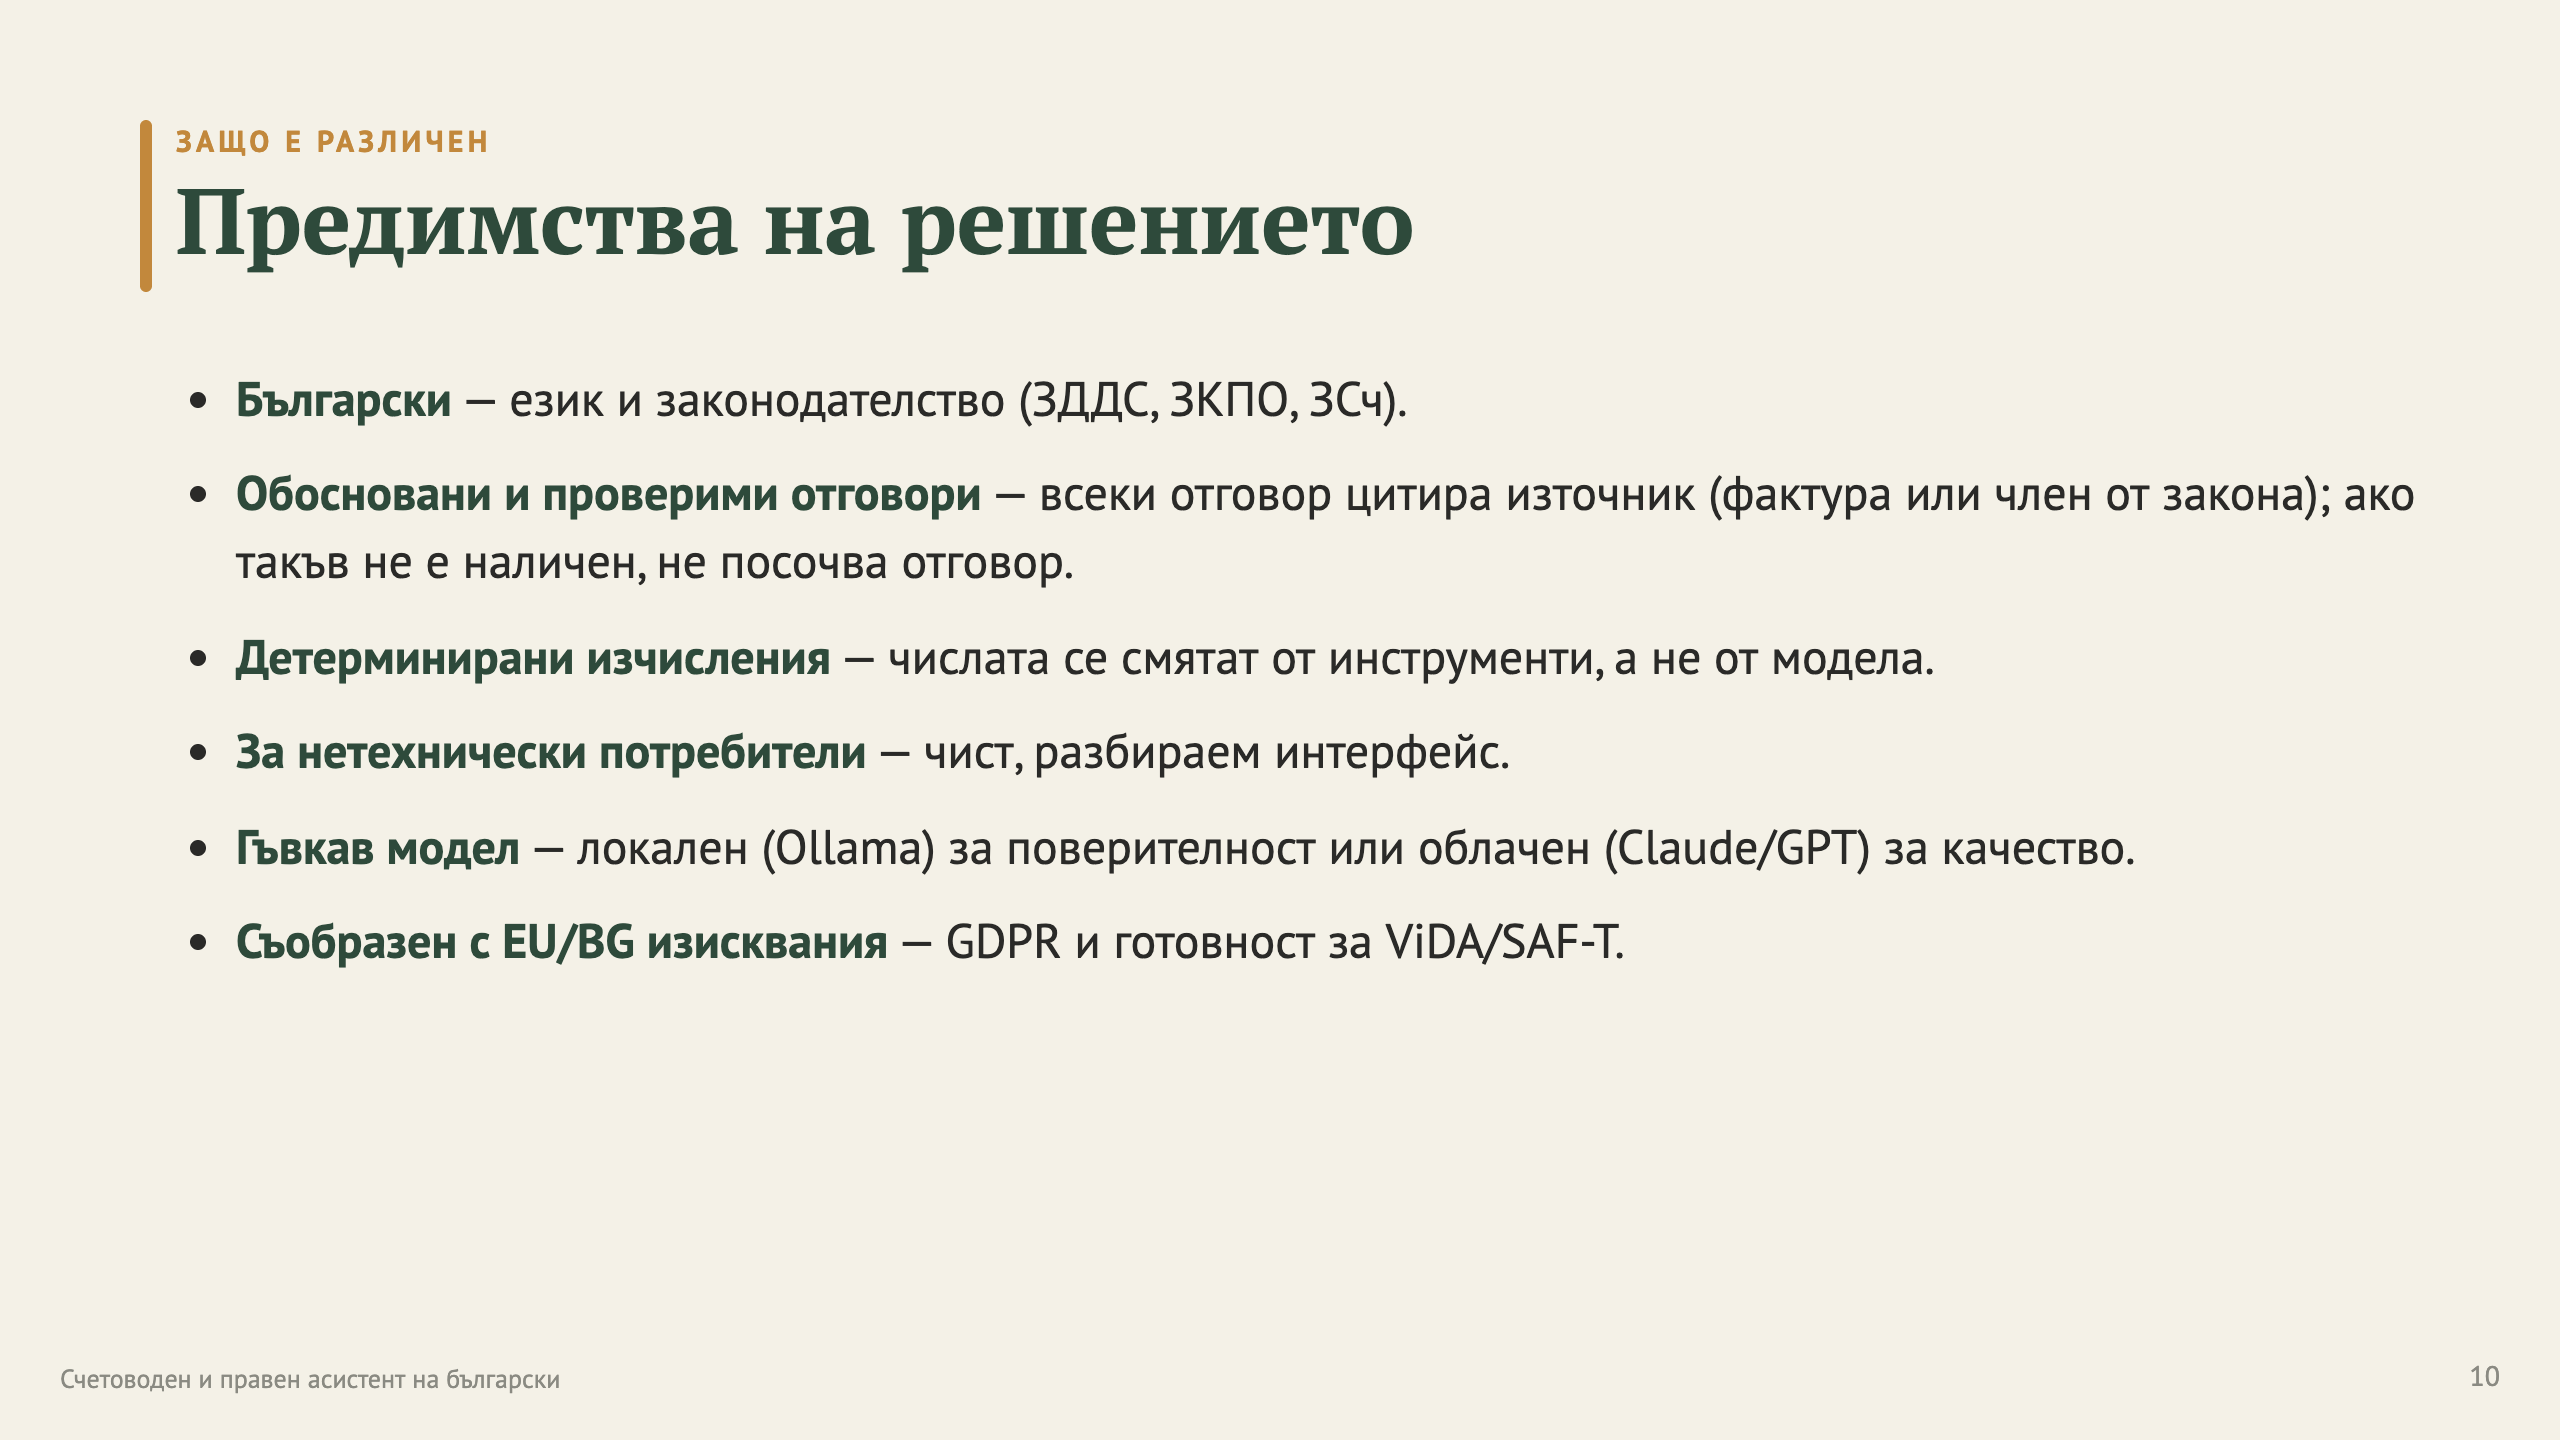 ЗАЩО Е РАЗЛИЧЕН
Предимства на решението
• Български — език и законодателство (ЗДДС, ЗКПО, ЗСч).
• Обосновани и проверими отговори — всеки отговор цитира източник (фактура или член от закона); ако
такъв не е наличен, не посочва отговор.
• Детерминирани изчисления — числата се смятат от инструменти, а не от модела.
• За нетехнически потребители — чист, разбираем интерфейс.
• Гъвкав модел — локален (Ollama) за поверителност или облачен (Claude/GPT) за качество.
• Съобразен с EU/BG изисквания — GDPR и готовност за ViDA/SAF-T.
Счетоводен и правен асистент на български
10